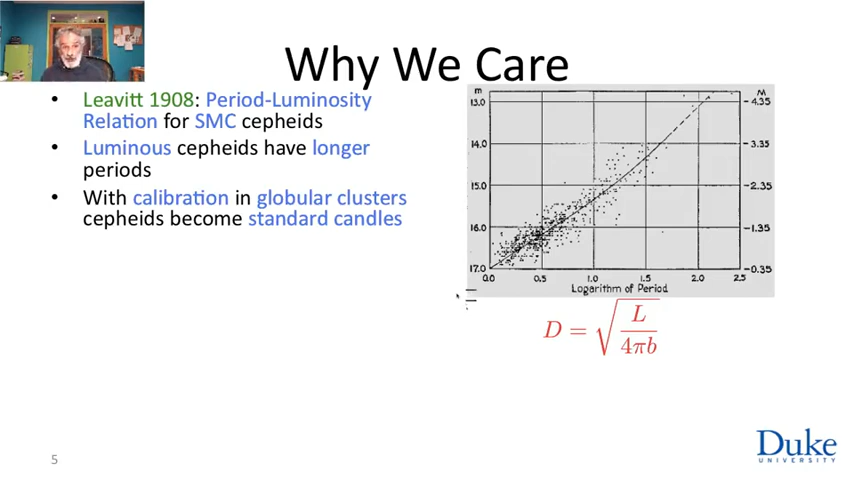 Why We Care
• Leavitt 1908: Period-Luminosity
Relation for SMC cepheids
• Luminous cepheids have longer
periods
• With calibration in globular clusters
cepheids become standard candles
m M
13.0 -4.35
14.0 -3.35
15.0 -2.35
16.0 -1.35
17.0 -0.35
0.0 0.5 1.0 1.5 2.0 2.5
Logarithm of Period
D = √(L / 4πb)
5
Duke
UNIVERSITY